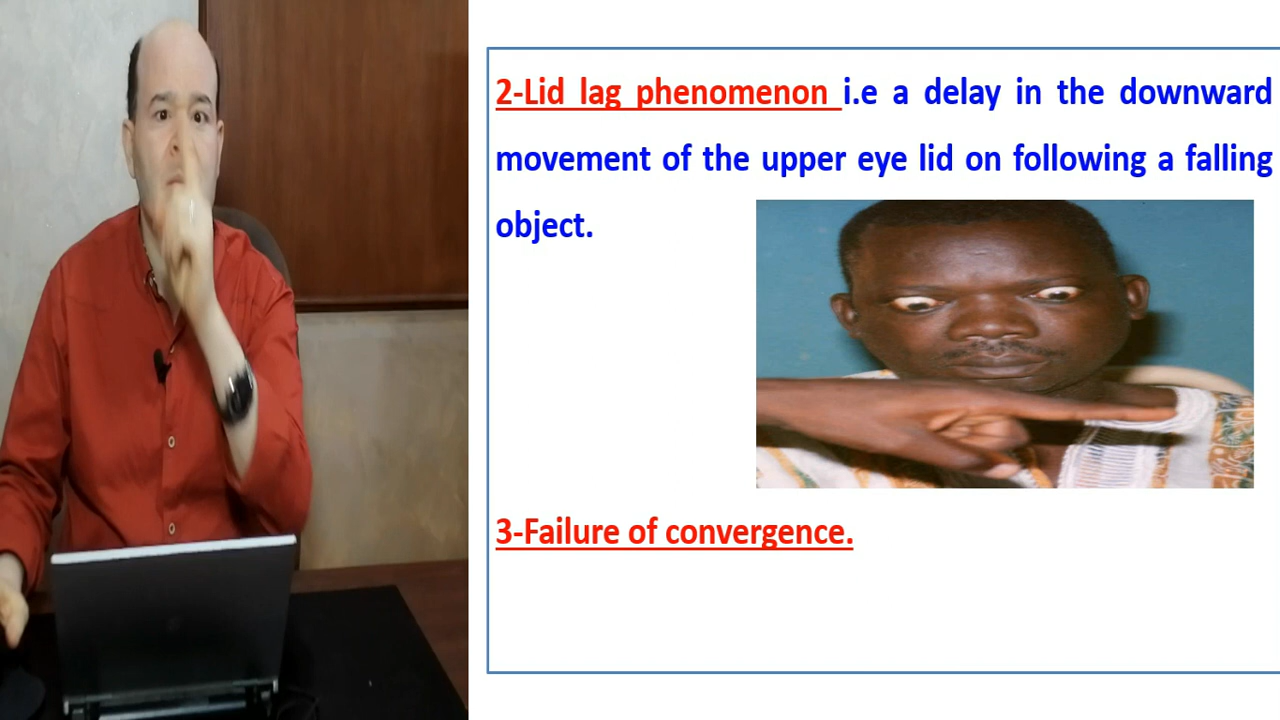 2-Lid lag phenomenon i.e a delay in the downward
movement of the upper eye lid on following a falling
object.
3-Failure of convergence.